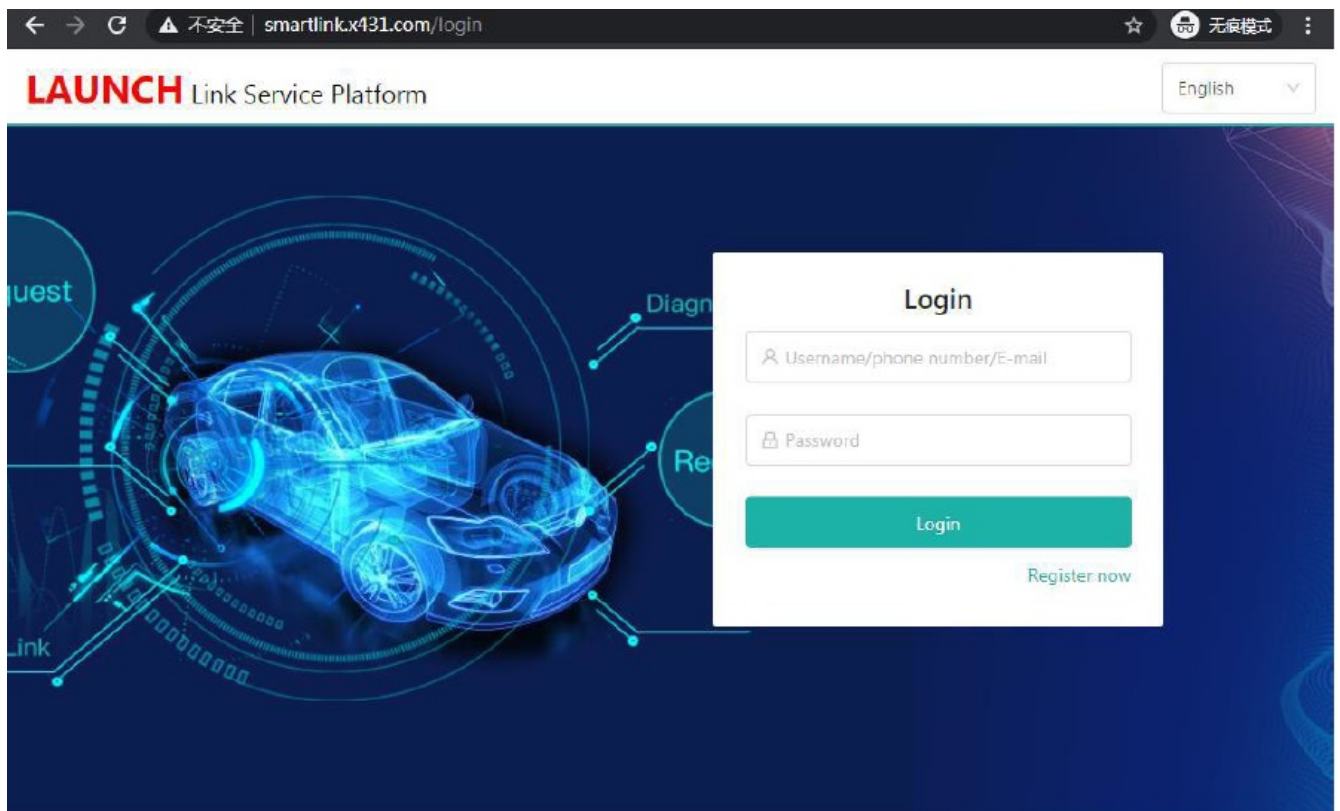 不安全 | smartlink.x431.com/login
无痕模式
LAUNCH Link Service Platform
English
quest
Diagn
Login
Username/phone number/E-mail
Re
Password
Login
Register now
Link